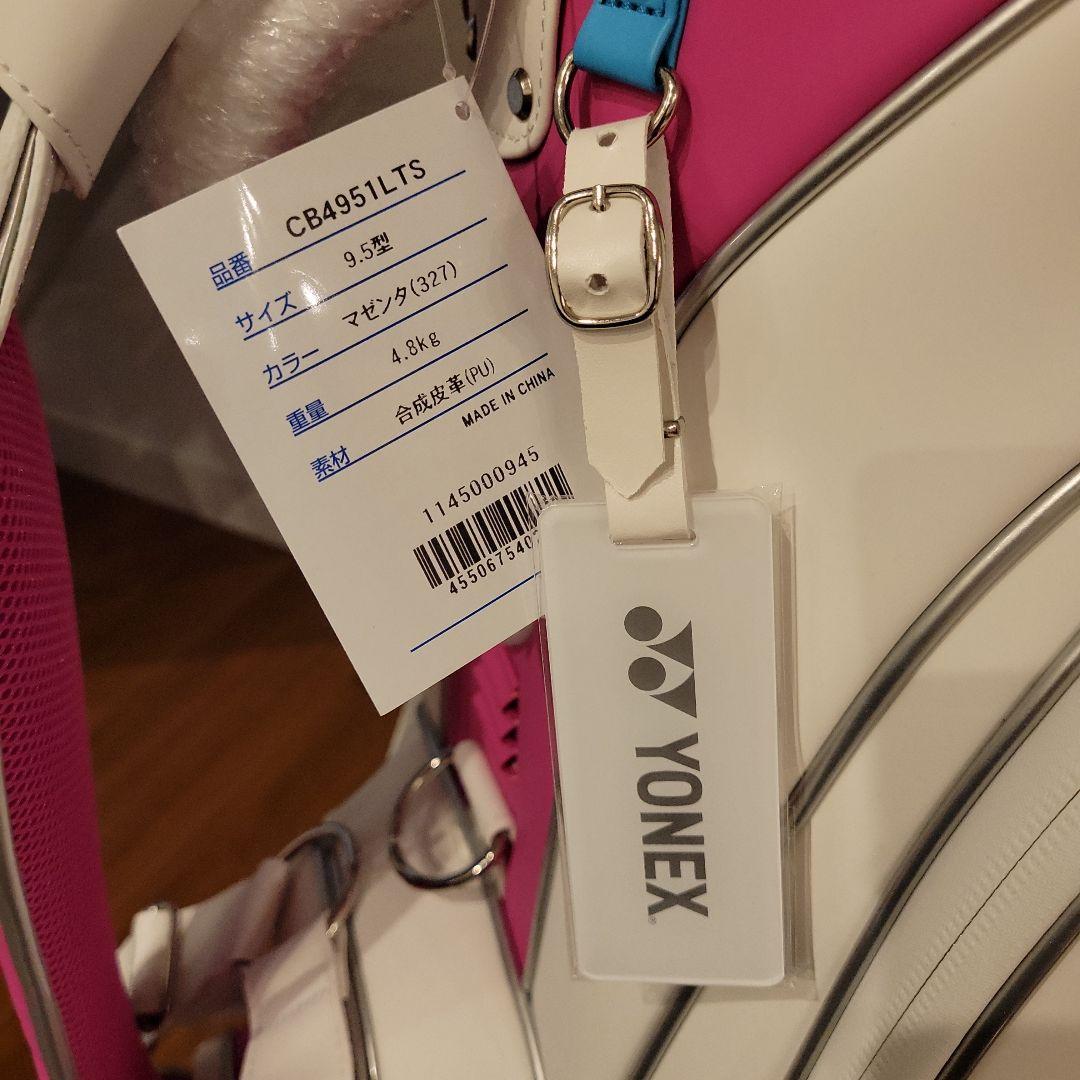 品番 CB4951LTS
サイズ 9.5型
カラー マゼンタ(327)
重量 4.8kg
素材 合成皮革(PU)
MADE IN CHINA
1145000945
455067540
YONEX
®